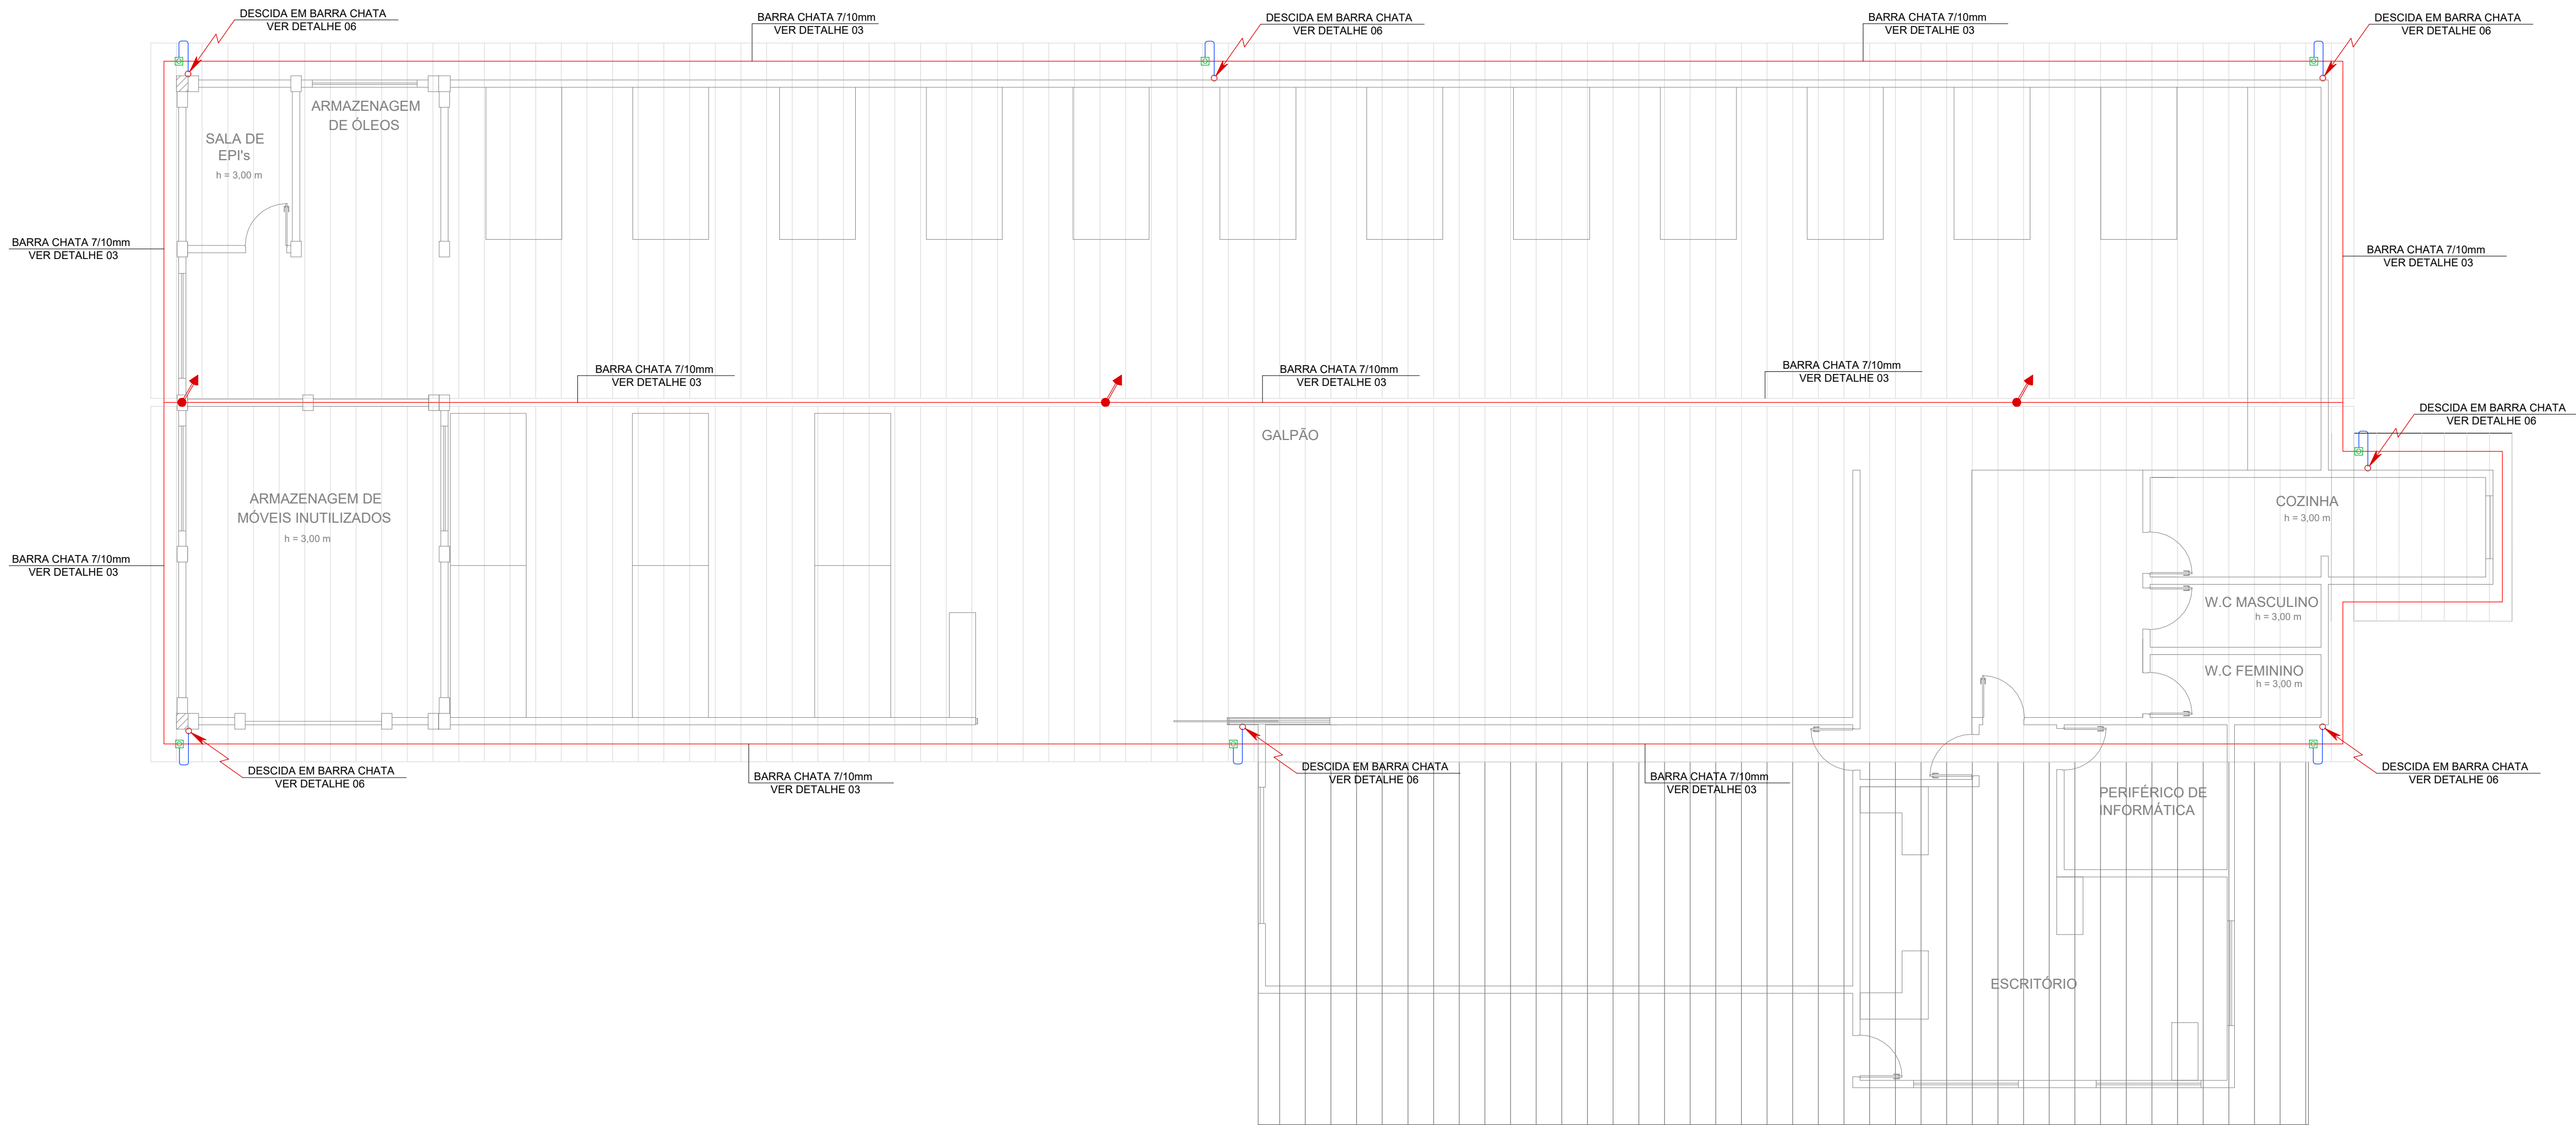 DESCIDA EM BARRA CHATA
VER DETALHE 06
BARRA CHATA 7/10mm
VER DETALHE 03
DESCIDA EM BARRA CHATA
VER DETALHE 06
BARRA CHATA 7/10mm
VER DETALHE 03
DESCIDA EM BARRA CHATA
VER DETALHE 06
ARMAZENAGEM
DE ÓLEOS
SALA DE
EPI's
h = 3,00 m
BARRA CHATA 7/10mm
VER DETALHE 03
BARRA CHATA 7/10mm
VER DETALHE 03
BARRA CHATA 7/10mm
VER DETALHE 03
BARRA CHATA 7/10mm
VER DETALHE 03
BARRA CHATA 7/10mm
VER DETALHE 03
DESCIDA EM BARRA CHATA
VER DETALHE 06
GALPÃO
ARMAZENAGEM DE
MÓVEIS INUTILIZADOS
h = 3,00 m
COZINHA
h = 3,00 m
BARRA CHATA 7/10mm
VER DETALHE 03
W.C MASCULINO
h = 3,00 m
W.C FEMININO
h = 3,00 m
DESCIDA EM BARRA CHATA
VER DETALHE 06
BARRA CHATA 7/10mm
VER DETALHE 03
DESCIDA EM BARRA CHATA
VER DETALHE 06
BARRA CHATA 7/10mm
VER DETALHE 03
DESCIDA EM BARRA CHATA
VER DETALHE 06
PERIFÉRICO DE
INFORMÁTICA
ESCRITÓRIO